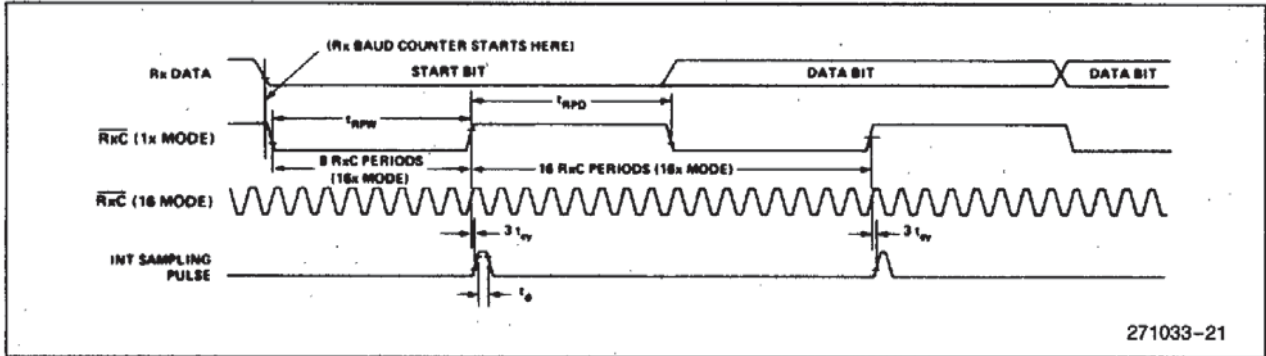 (Rx BAUD COUNTER STARTS HERE)
Rx DATA
START BIT
DATA BIT
DATA BIT
tRPW
tRPD
RxC (1x MODE)
8 RxC PERIODS
(16x MODE)
16 RxC PERIODS (16x MODE)
RxC (16 MODE)
3 tcy
3 tcy
INT SAMPLING
PULSE
tϕ
271033-21